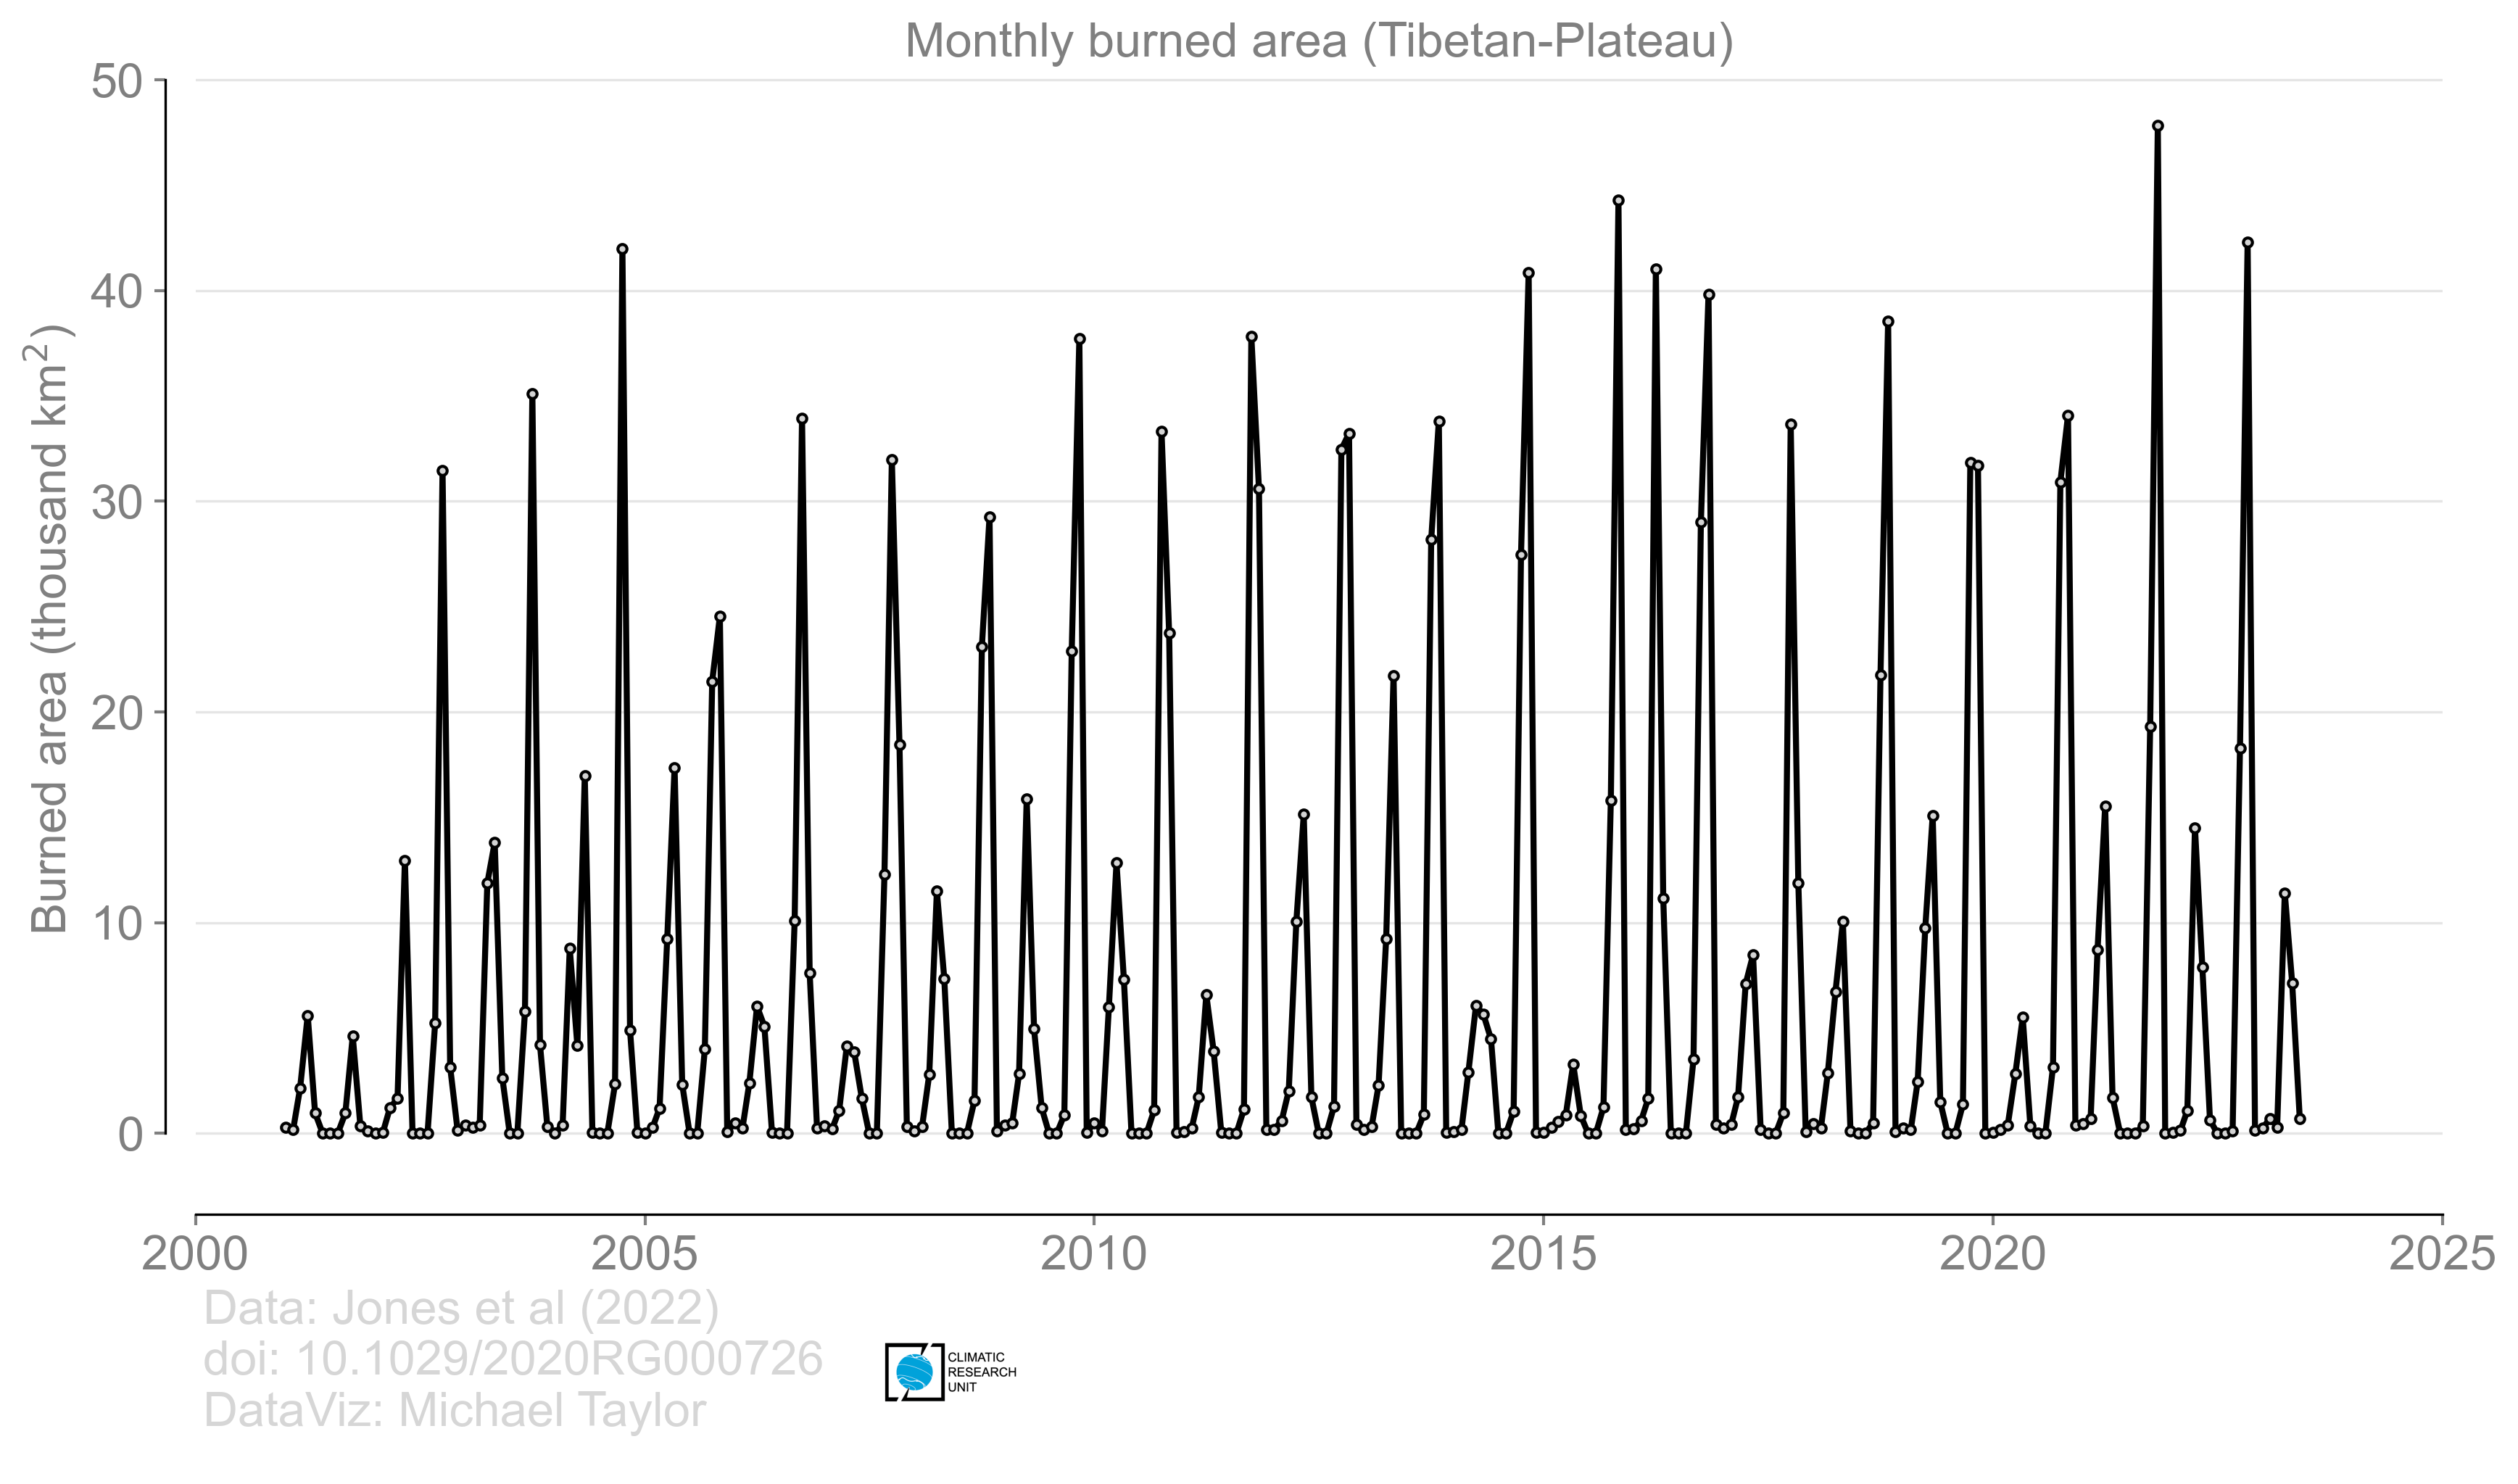 Monthly burned area (Tibetan-Plateau)
Burned area (thousand km²)
50
40
30
20
10
0
2000
2005
2010
2015
2020
2025
Data: Jones et al (2022)
doi: 10.1029/2020RG000726
DataViz: Michael Taylor
CLIMATIC
RESEARCH
UNIT